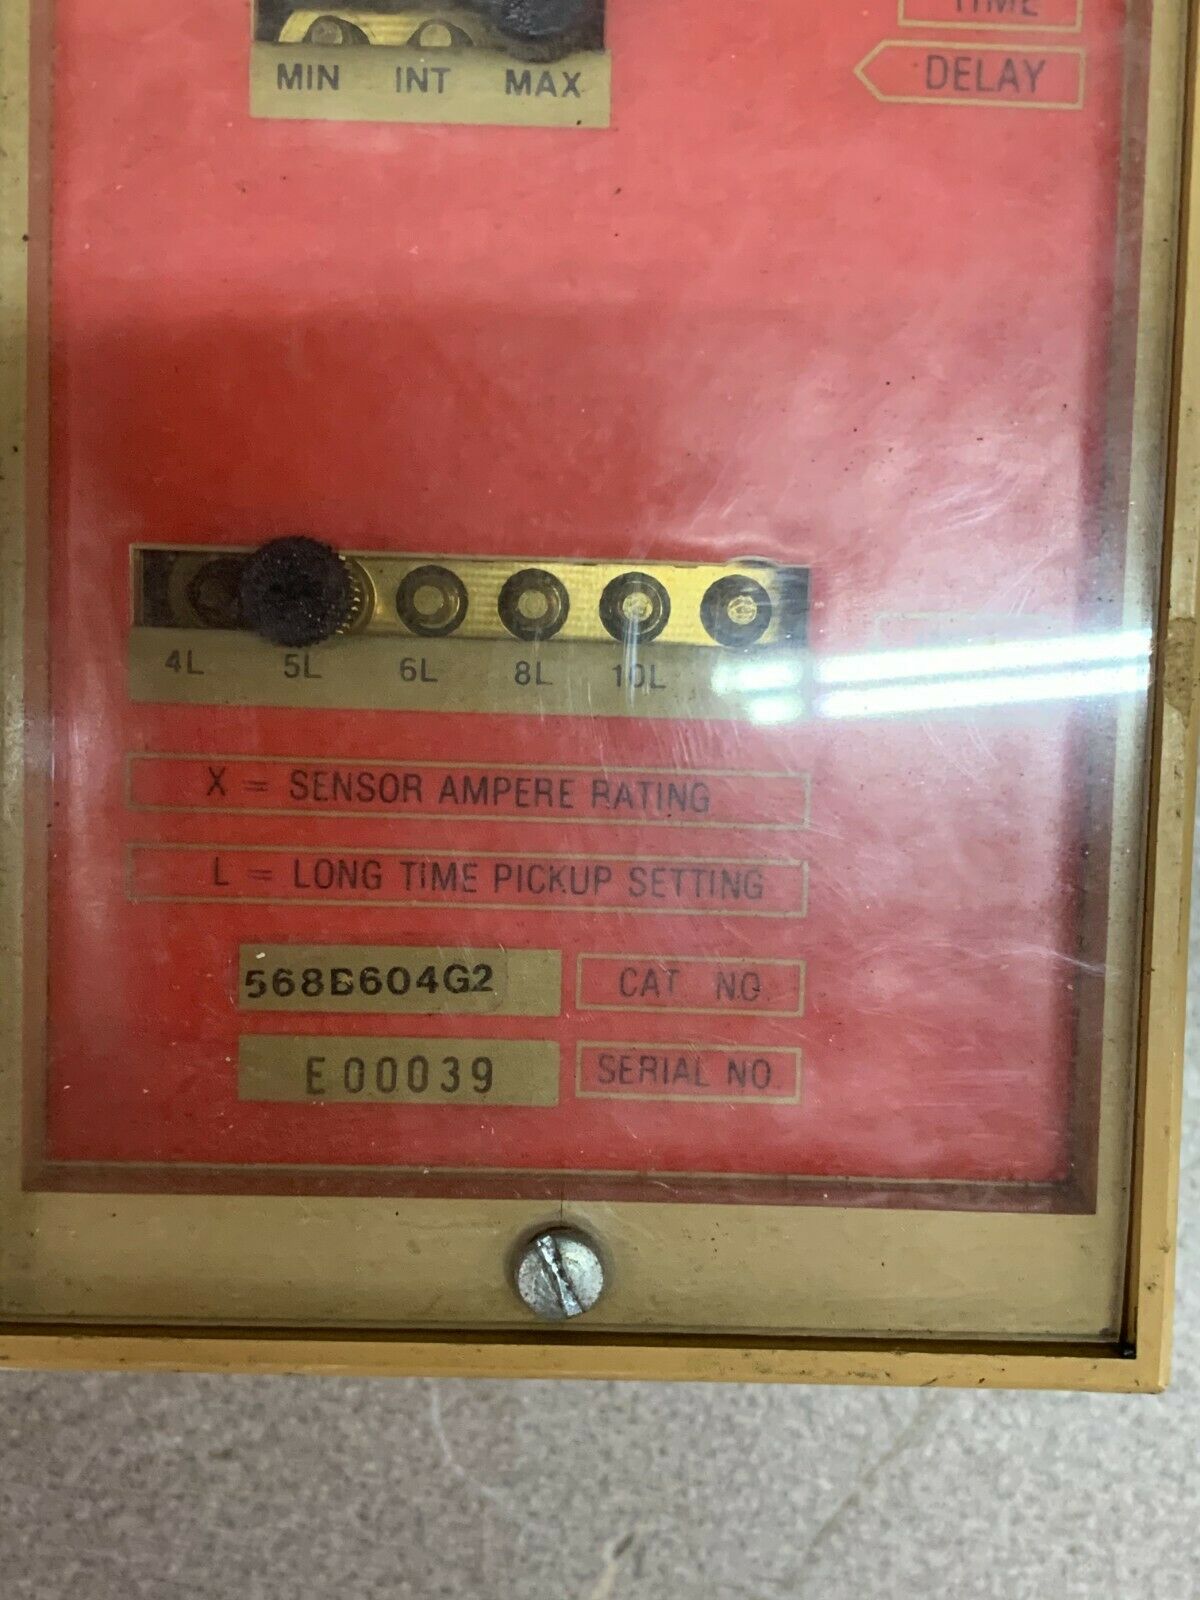 TIME
MIN INT MAX
DELAY
4L 5L 6L 8L 10L
X = SENSOR AMPERE RATING
L = LONG TIME PICKUP SETTING
568B604G2 CAT. NO.
E00039 SERIAL NO.